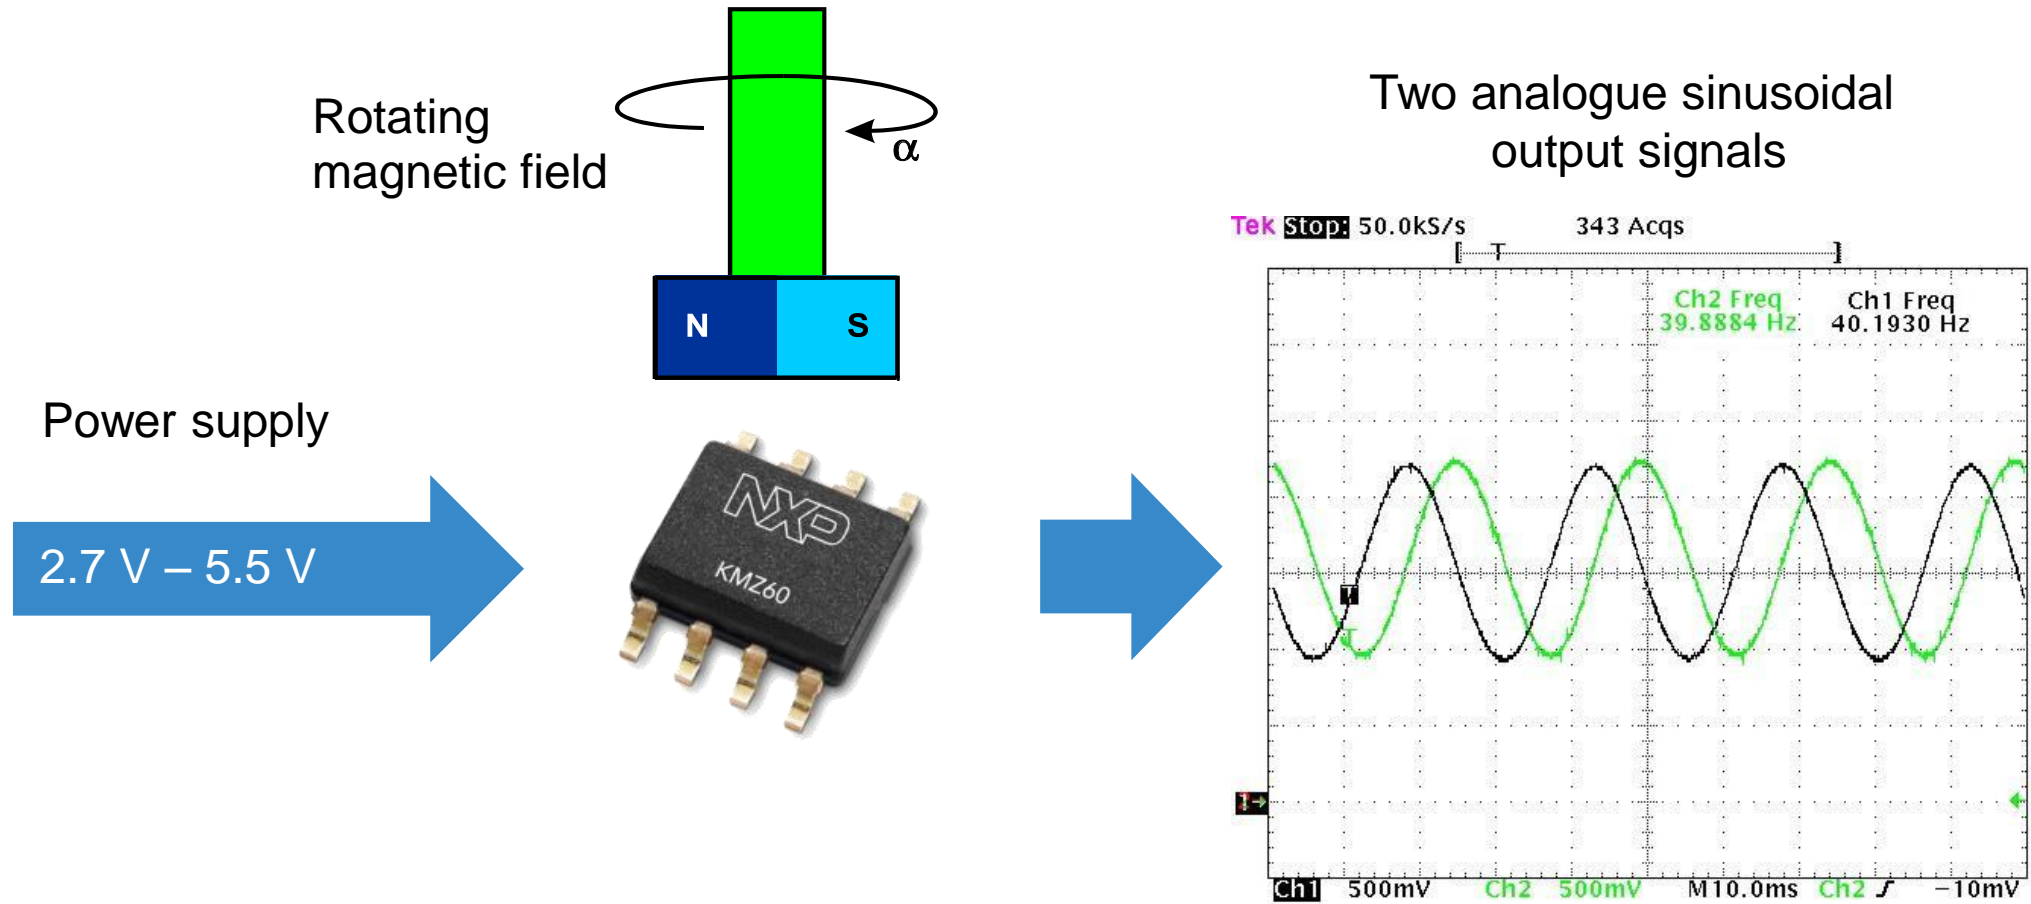 Rotating
magnetic field
α
N
S
Power supply
2.7 V – 5.5 V
NXP
KMZ60
Two analogue sinusoidal
output signals
Tek Stop: 50.0kS/s 343 Acqs
[ T ]
Ch2 Freq
39.8884 Hz
Ch1 Freq
40.1930 Hz
T
T
1→
Ch1 500mV Ch2 500mV M10.0ms Ch2 ƒ −10mV